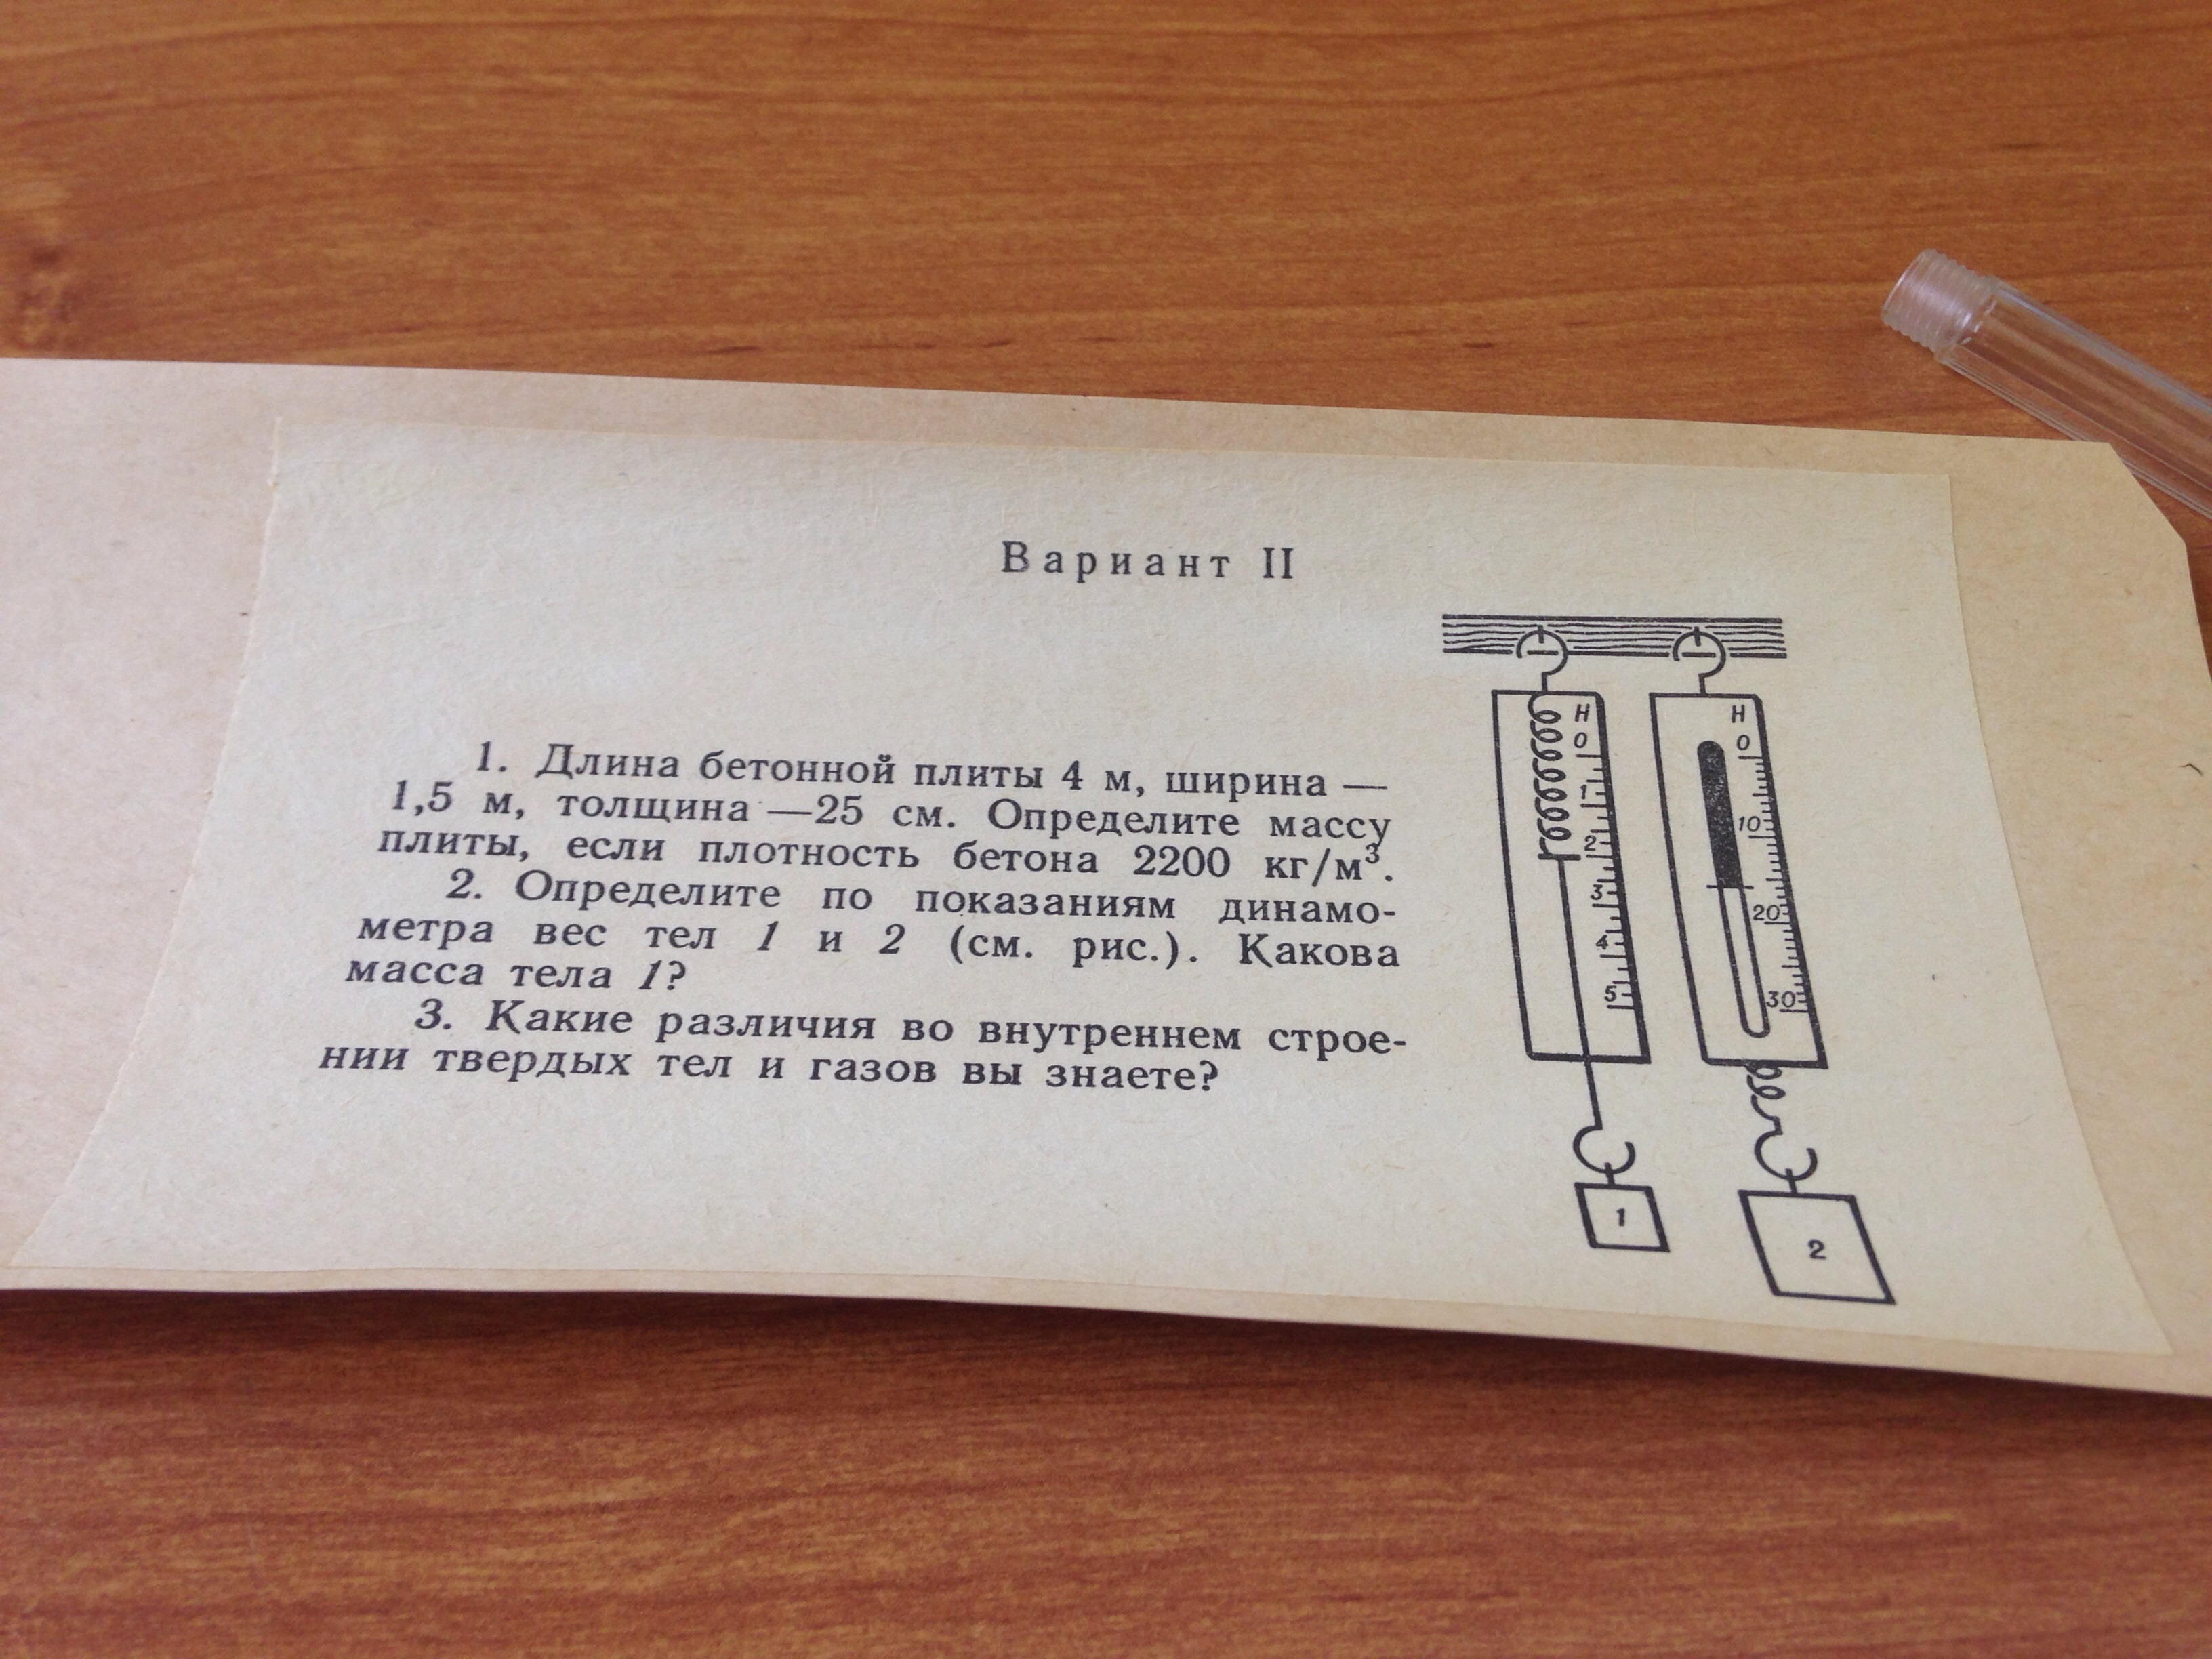 Вариант II
1. Длина бетонной плиты 4 м, ширина —
1,5 м, толщина —25 см. Определите массу
плиты, если плотность бетона 2200 кг/м³.
2. Определите по показаниям динамо-
метра вес тел 1 и 2 (см. рис.). Какова
масса тела 1?
3. Какие различия во внутреннем строе-
нии твердых тел и газов вы знаете?
Н
0
1
2
3
4
5
1
Н
0
10
20
30
2